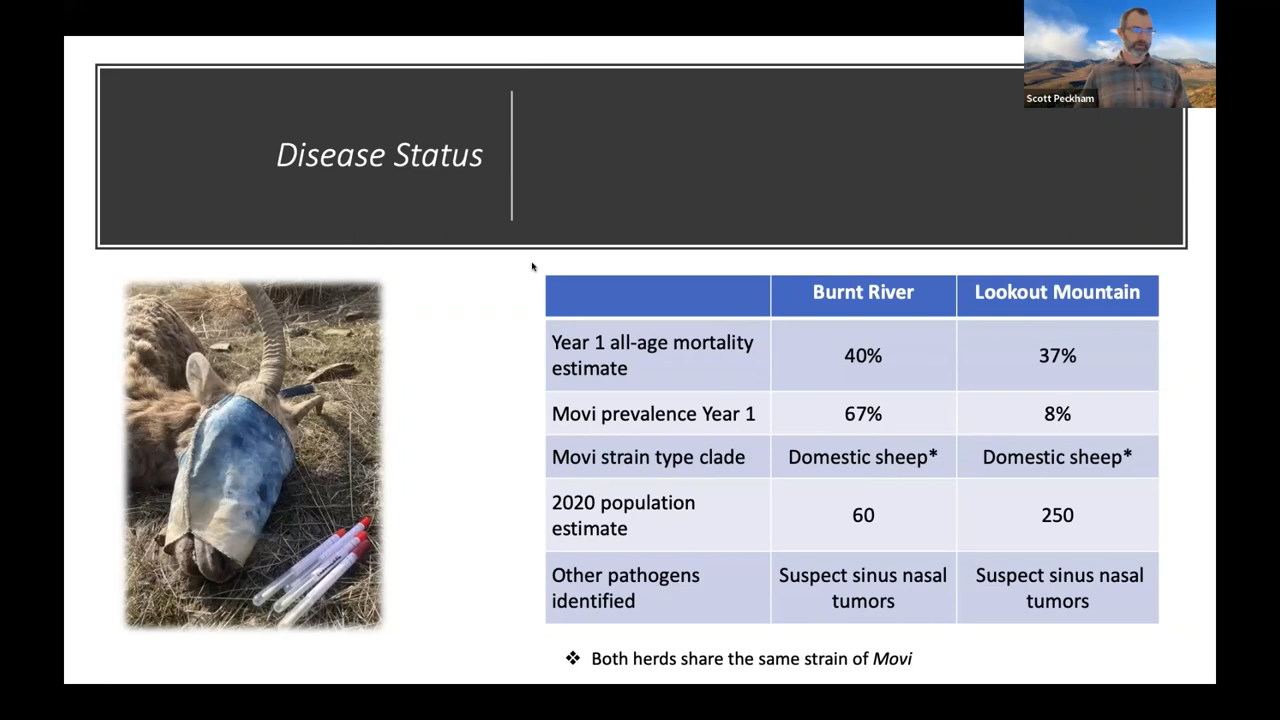 Scott Peckham
Disease Status
Burnt River
Lookout Mountain
Year 1 all-age mortality
estimate
40%
37%
Movi prevalence Year 1
67%
8%
Movi strain type clade
Domestic sheep*
Domestic sheep*
2020 population
estimate
60
250
Other pathogens
identified
Suspect sinus nasal
tumors
Suspect sinus nasal
tumors
❖ Both herds share the same strain of Movi